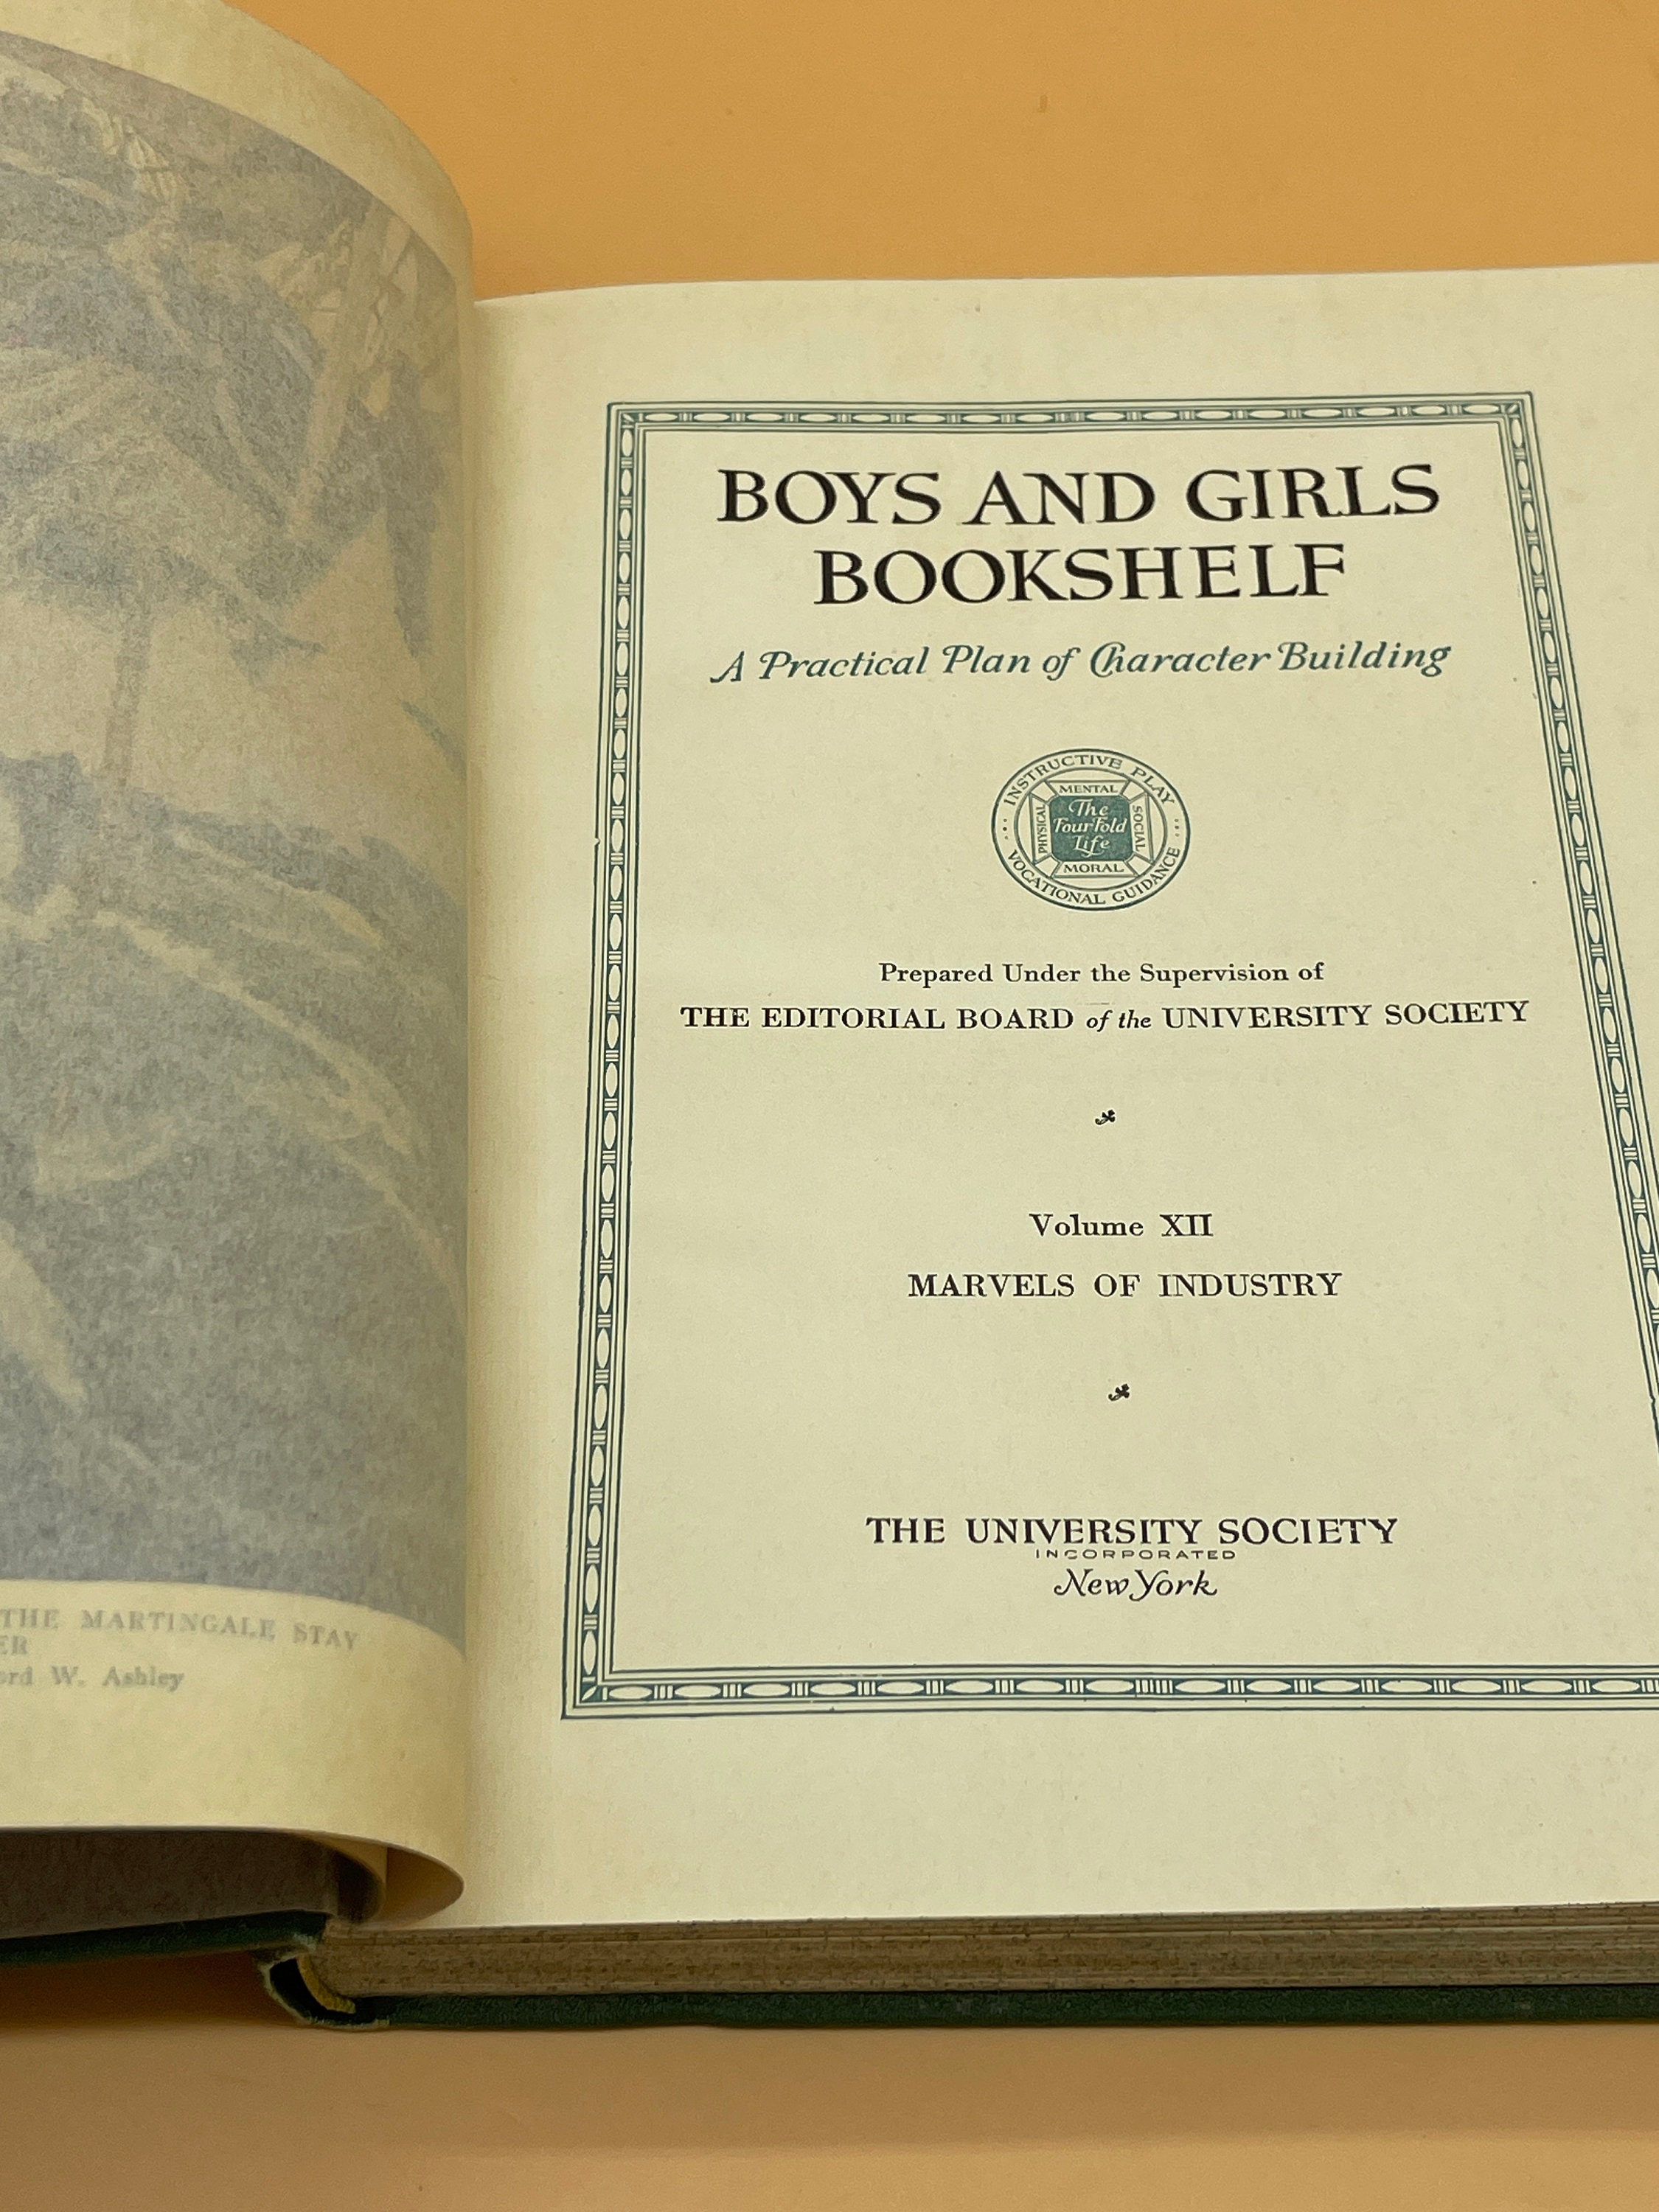 THE MARTINGALE STAY
W. Ashley
BOYS AND GIRLS
BOOKSHELF
A Practical Plan of Character Building
INSTRUCTIVE PLAY
MENTAL
PHYSICAL
The
FourFold
Life
SOCIAL
MORAL
VOCATIONAL GUIDANCE
Prepared Under the Supervision of
THE EDITORIAL BOARD of the UNIVERSITY SOCIETY
Volume XII
MARVELS OF INDUSTRY
THE UNIVERSITY SOCIETY
INCORPORATED
New York